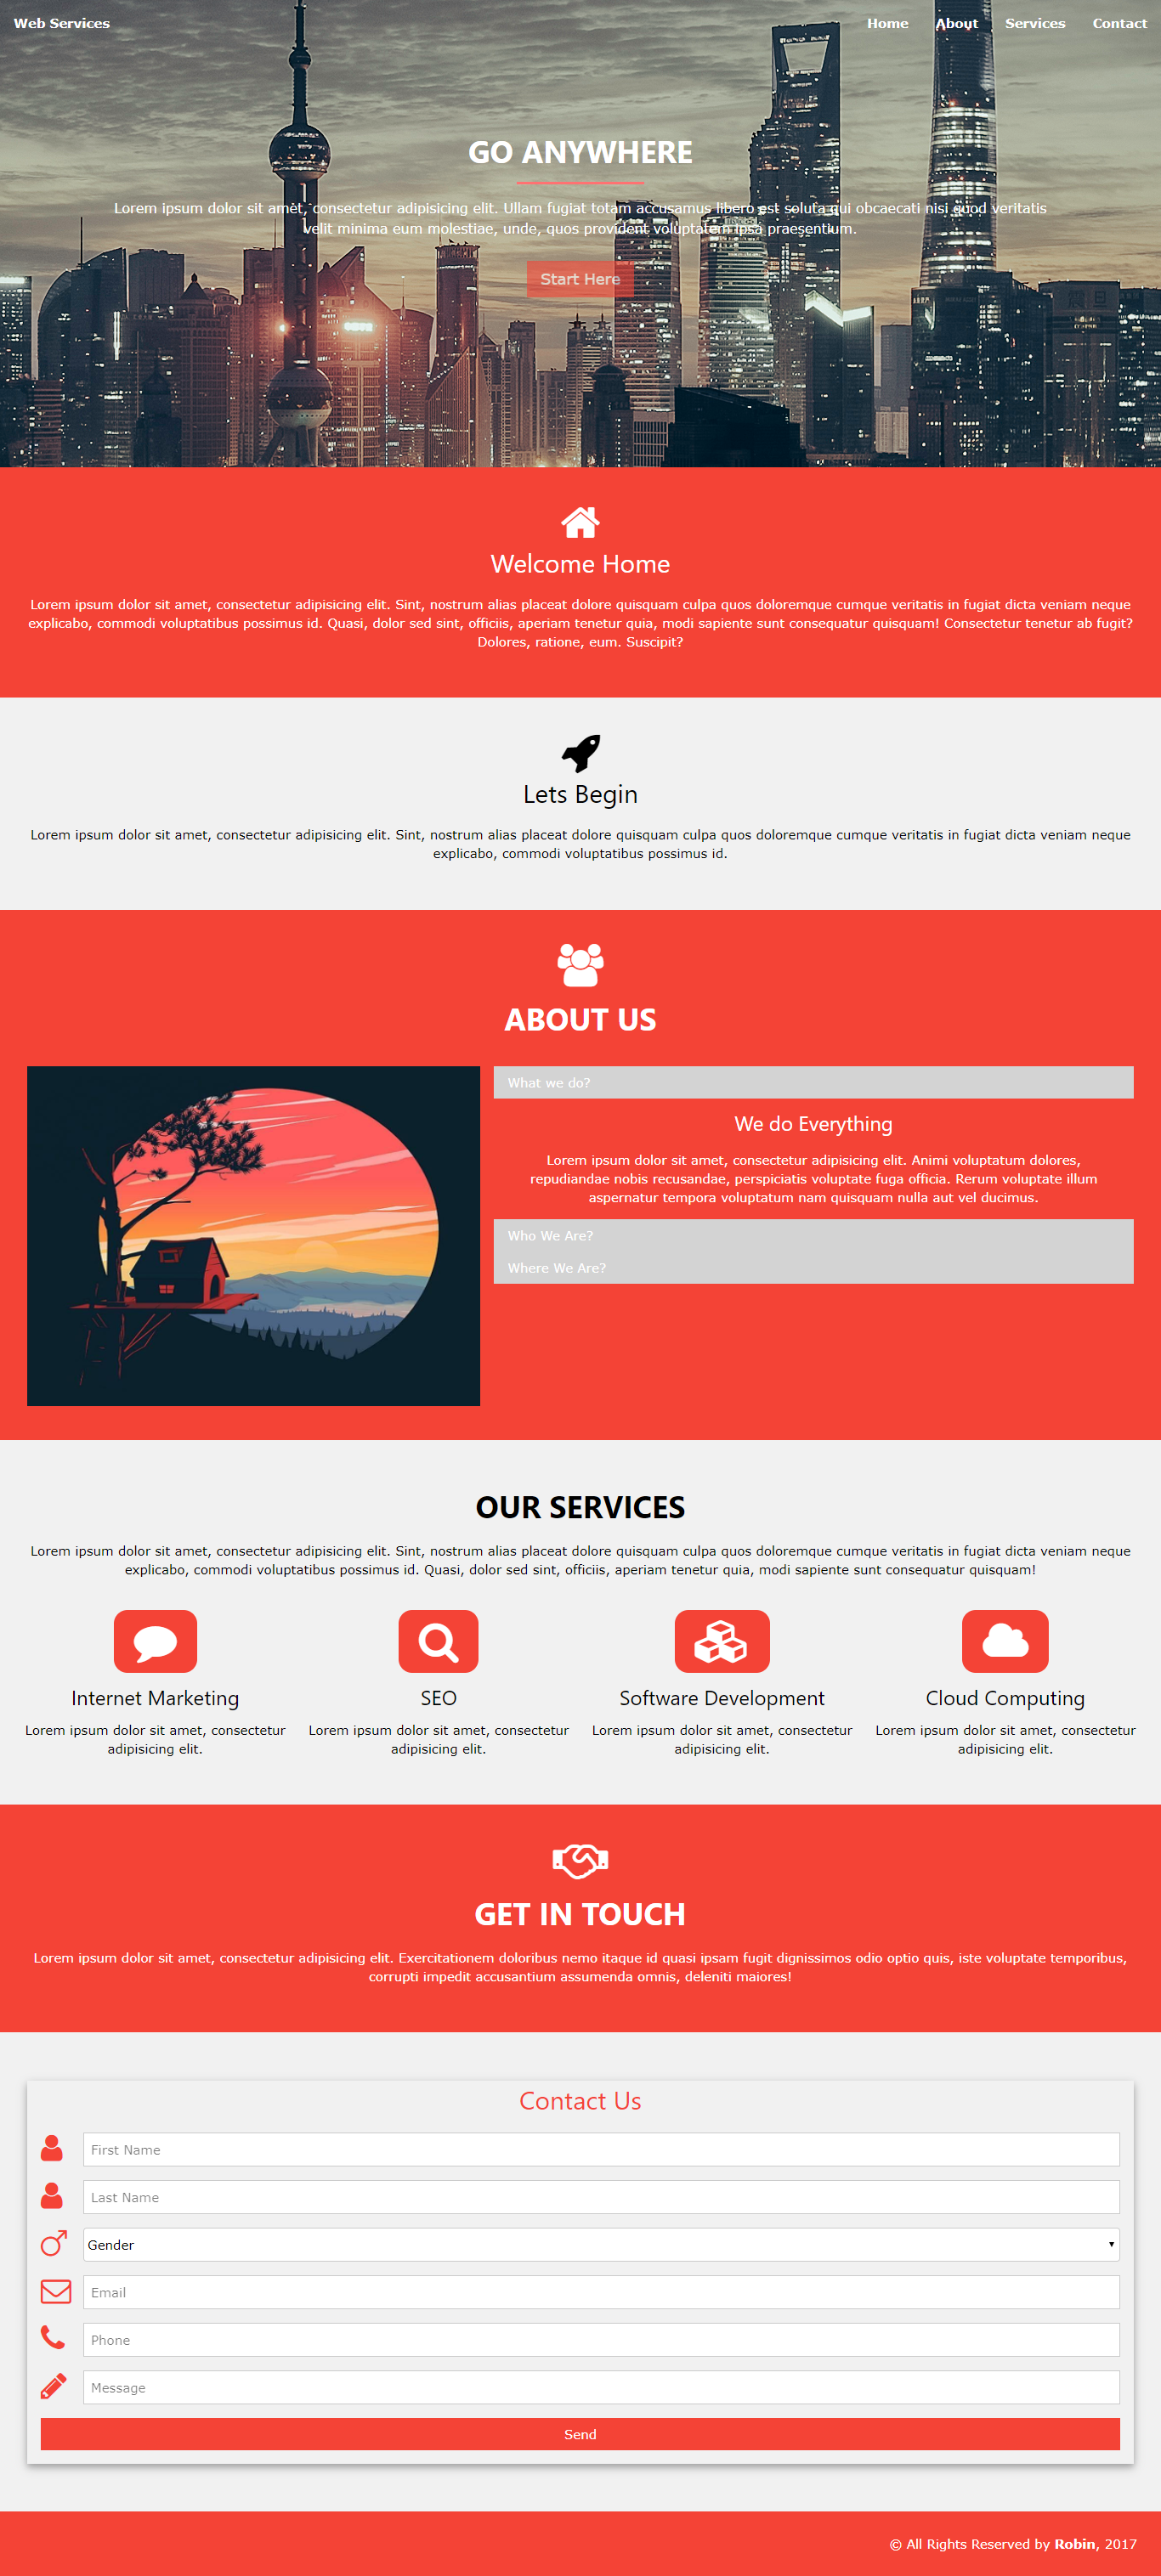 Web Services
Home About Services Contact
GO ANYWHERE
Lorem ipsum dolor sit amet, consectetur adipisicing elit. Ullam fugiat totam accusamus libero est soluta qui obcaecati nisi quod veritatis
velit minima eum molestiae, unde, quos provident voluptatem ipsa praesentium.
Start Here
Welcome Home
Lorem ipsum dolor sit amet, consectetur adipisicing elit. Sint, nostrum alias placeat dolore quisquam culpa quos doloremque cumque veritatis in fugiat dicta veniam neque
explicabo, commodi voluptatibus possimus id. Quasi, dolor sed sint, officiis, aperiam tenetur quia, modi sapiente sunt consequatur quisquam! Consectetur tenetur ab fugit?
Dolores, ratione, eum. Suscipit?
Lets Begin
Lorem ipsum dolor sit amet, consectetur adipisicing elit. Sint, nostrum alias placeat dolore quisquam culpa quos doloremque cumque veritatis in fugiat dicta veniam neque
explicabo, commodi voluptatibus possimus id.
ABOUT US
What we do?
We do Everything
Lorem ipsum dolor sit amet, consectetur adipisicing elit. Animi voluptatum dolores,
repudiandae nobis recusandae, perspiciatis voluptate fuga officia. Rerum voluptate illum
aspernatur tempora voluptatum nam quisquam nulla aut vel ducimus.
Who We Are?
Where We Are?
OUR SERVICES
Lorem ipsum dolor sit amet, consectetur adipisicing elit. Sint, nostrum alias placeat dolore quisquam culpa quos doloremque cumque veritatis in fugiat dicta veniam neque
explicabo, commodi voluptatibus possimus id. Quasi, dolor sed sint, officiis, aperiam tenetur quia, modi sapiente sunt consequatur quisquam!
Internet Marketing
Lorem ipsum dolor sit amet, consectetur
adipisicing elit.
SEO
Lorem ipsum dolor sit amet, consectetur
adipisicing elit.
Software Development
Lorem ipsum dolor sit amet, consectetur
adipisicing elit.
Cloud Computing
Lorem ipsum dolor sit amet, consectetur
adipisicing elit.
GET IN TOUCH
Lorem ipsum dolor sit amet, consectetur adipisicing elit. Exercitationem doloribus nemo itaque id quasi ipsam fugit dignissimos odio optio quis, iste voluptate temporibus,
corrupti impedit accusantium assumenda omnis, deleniti maiores!
Contact Us
First Name
Last Name
Gender
Email
Phone
Message
Send
© All Rights Reserved by Robin, 2017